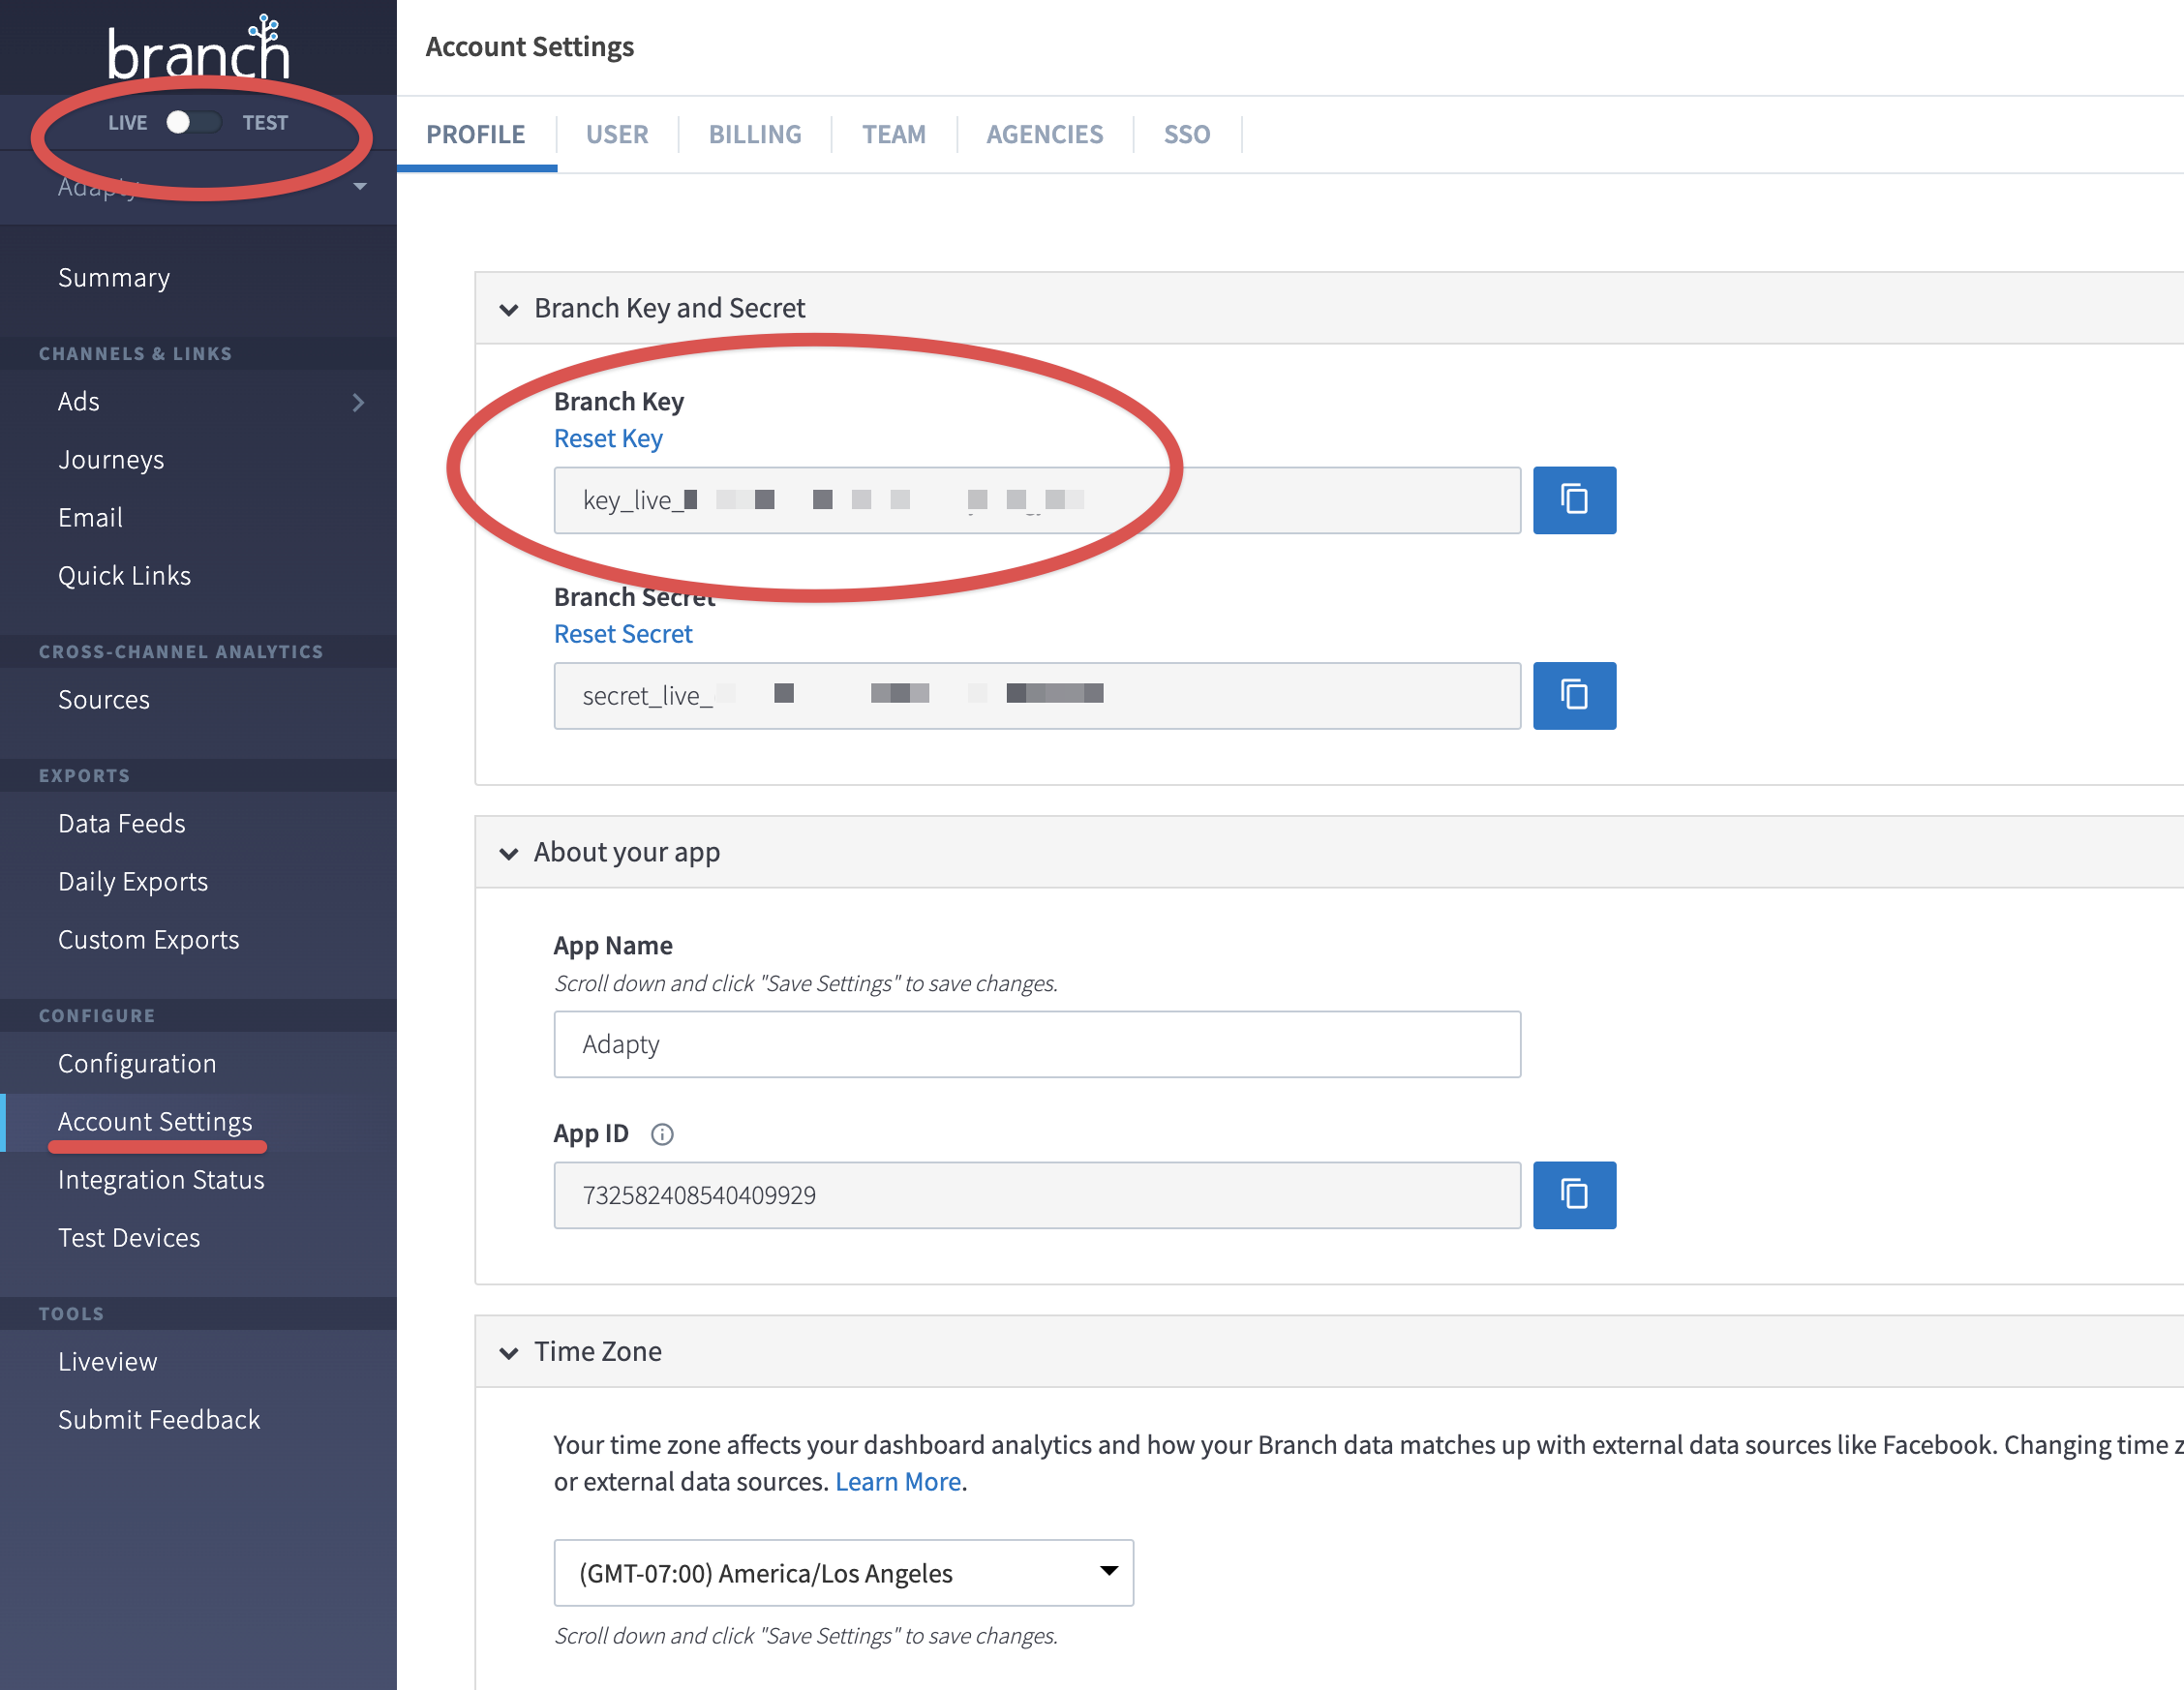 branch
LIVE TEST
Adapty
Summary
CHANNELS & LINKS
Ads
Journeys
Email
Quick Links
CROSS-CHANNEL ANALYTICS
Sources
EXPORTS
Data Feeds
Daily Exports
Custom Exports
CONFIGURE
Configuration
Account Settings
Integration Status
Test Devices
TOOLS
Liveview
Submit Feedback
Account Settings
PROFILE USER BILLING TEAM AGENCIES SSO
Branch Key and Secret
Branch Key
Reset Key
key_live_
Branch Secret
Reset Secret
secret_live_
About your app
App Name
Scroll down and click "Save Settings" to save changes.
Adapty
App ID
732582408540409929
Time Zone
Your time zone affects your dashboard analytics and how your Branch data matches up with external data sources like Facebook. Changing time
or external data sources. Learn More.
(GMT-07:00) America/Los Angeles
Scroll down and click "Save Settings" to save changes.